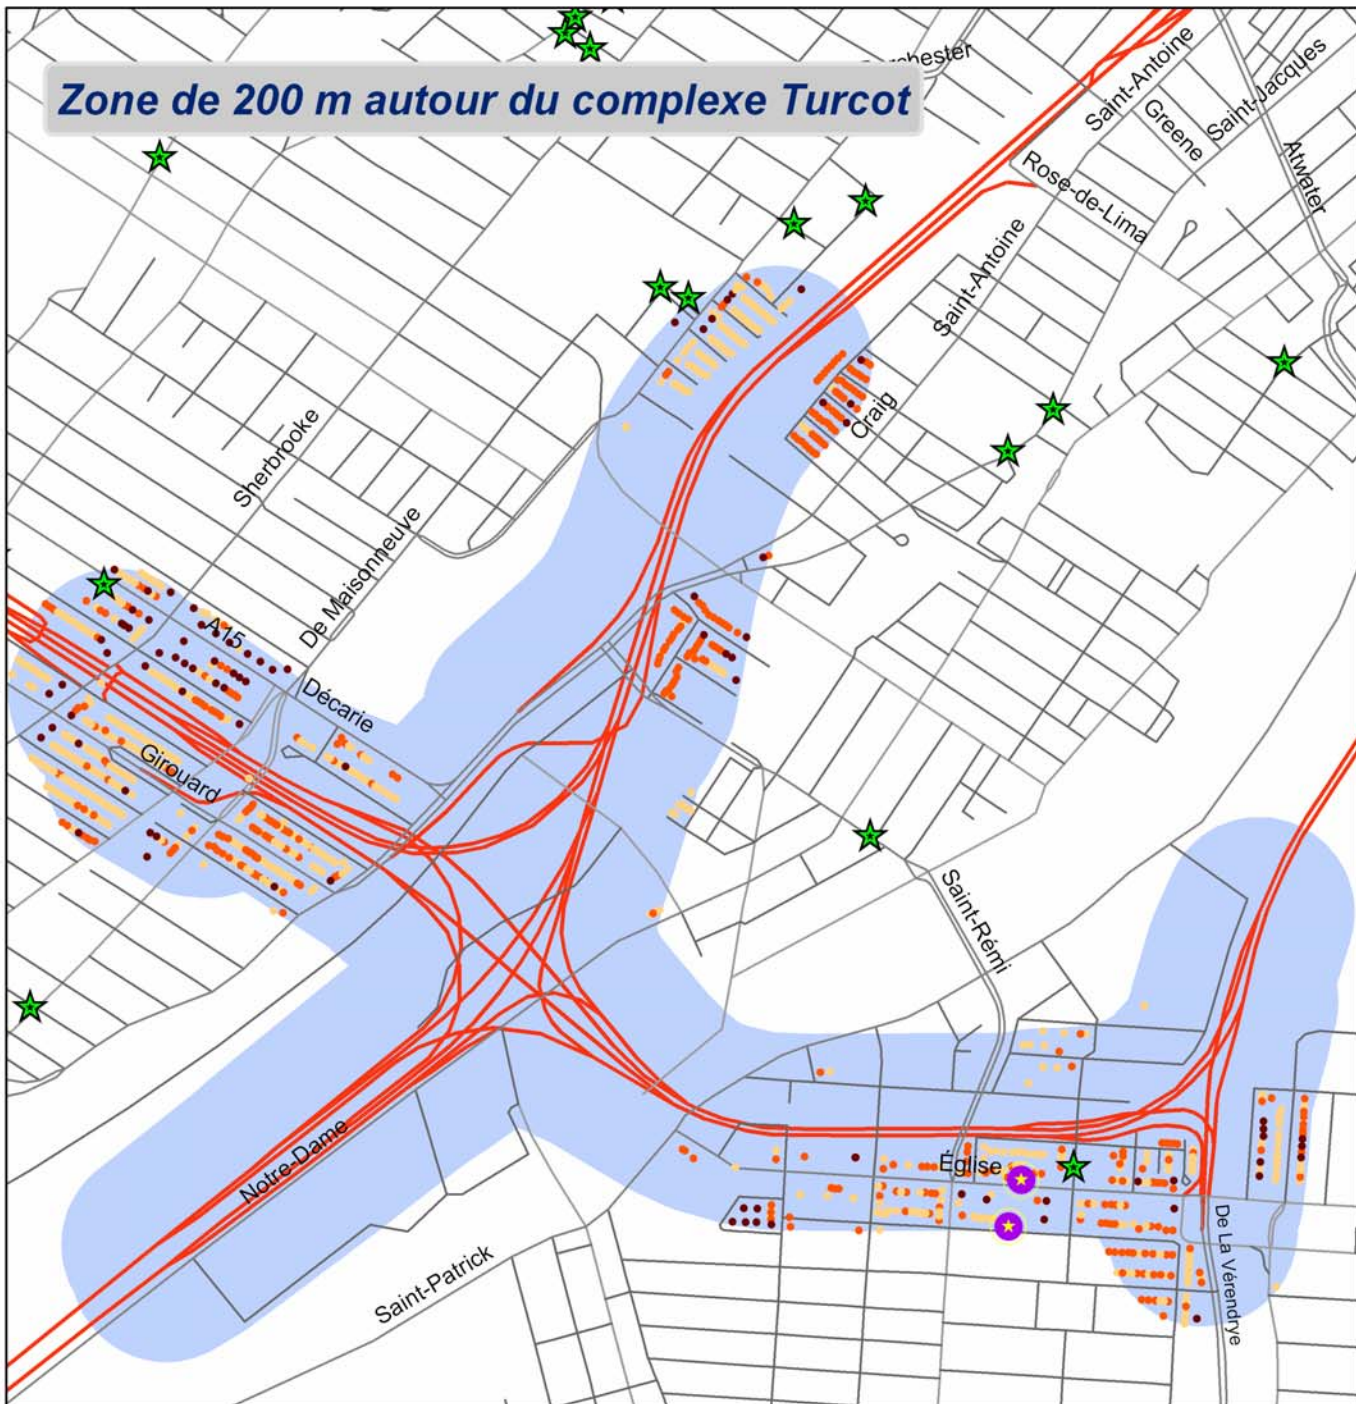 Zone de 200 m autour du complexe Turcot
Saint-Antoine
Greene
Saint-Jacques
Atwater
Rose-de-Lima
Saint-Antoine
Craig
Sherbrooke
De Maisonneuve
A15
Décarie
Girouard
Saint-Rémi
Notre-Dame
Église
Saint-Patrick
De La Vérendrye